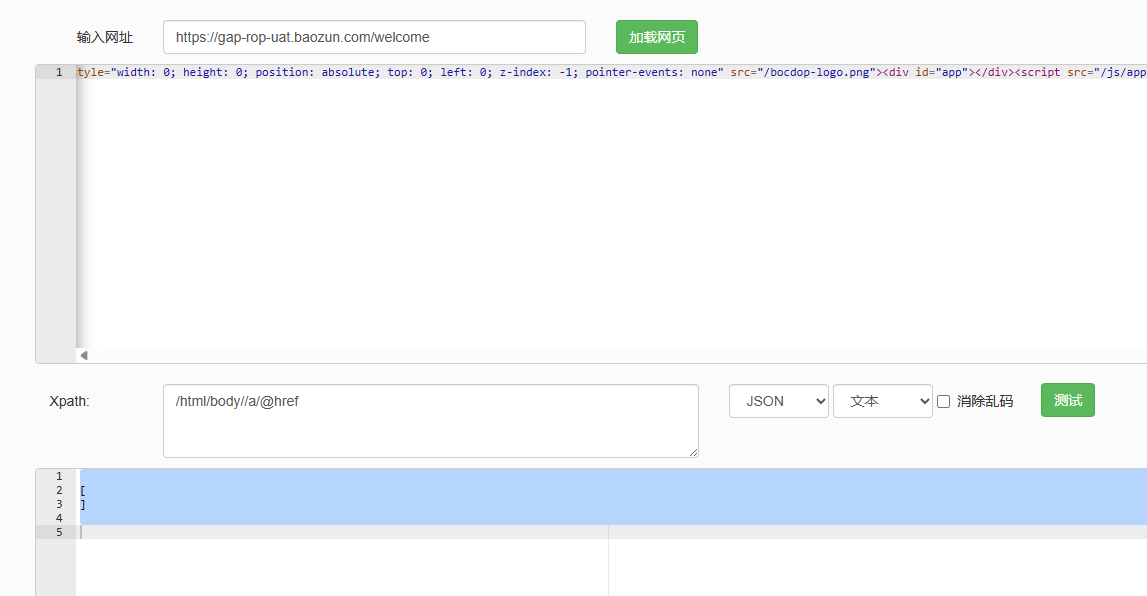 输入网址 https://gap-rop-uat.baozun.com/welcome 加载网页
1 tyle="width: 0; height: 0; position: absolute; top: 0; left: 0; z-index: -1; pointer-events: none" src="/bocdop-logo.png"><div id="app"></div><script src="/js/app
Xpath: /html/body//a/@href JSON 文本 消除乱码 测试
1
2 [
3 ]
4
5